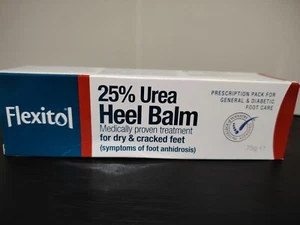 Flexitol
25% Urea
Heel Balm
Medically proven treatment
for dry & cracked feet
(symptoms of foot anhidrosis)
PRESCRIPTION PACK FOR
GENERAL & DIABETIC
FOOT CARE
75g e